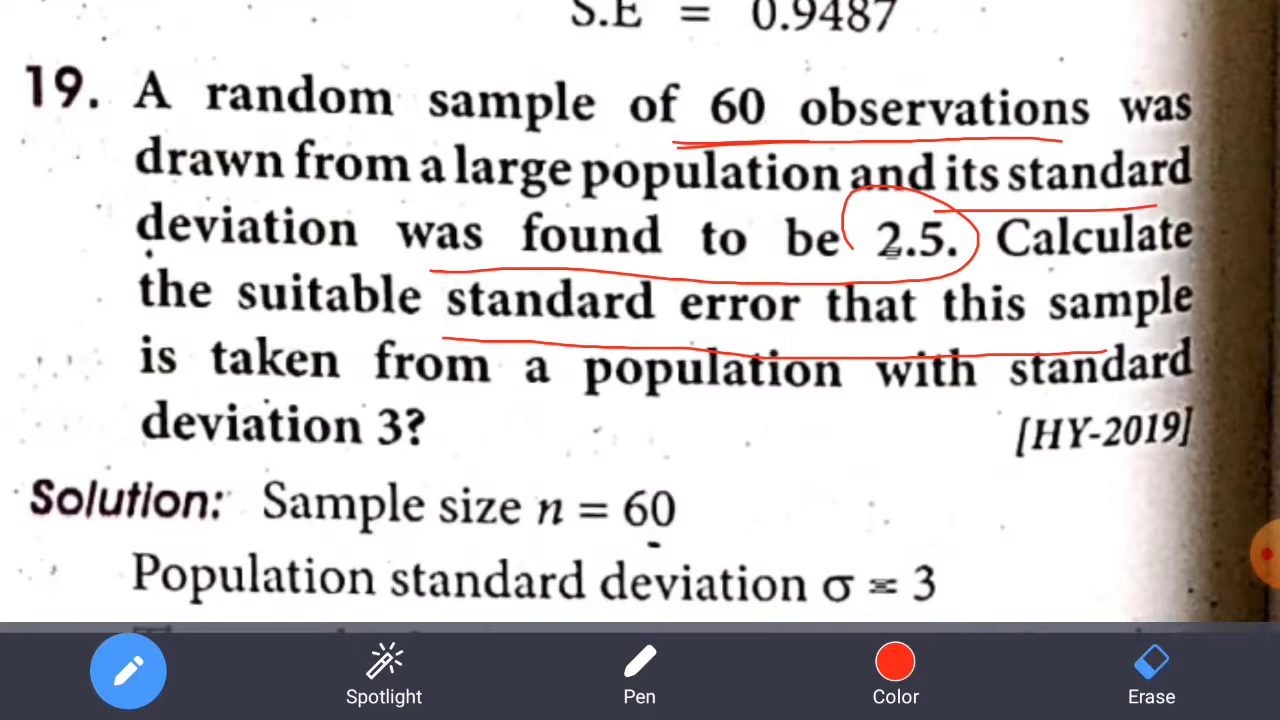 S.E = 0.9487
19. A random sample of 60 observations was
drawn from a large population and its standard
deviation was found to be 2.5. Calculate
the suitable standard error that this sample
is taken from a population with standard
deviation 3?
[HY-2019]
Solution: Sample size n = 60
Population standard deviation σ = 3
Spotlight
Pen
Color
Erase